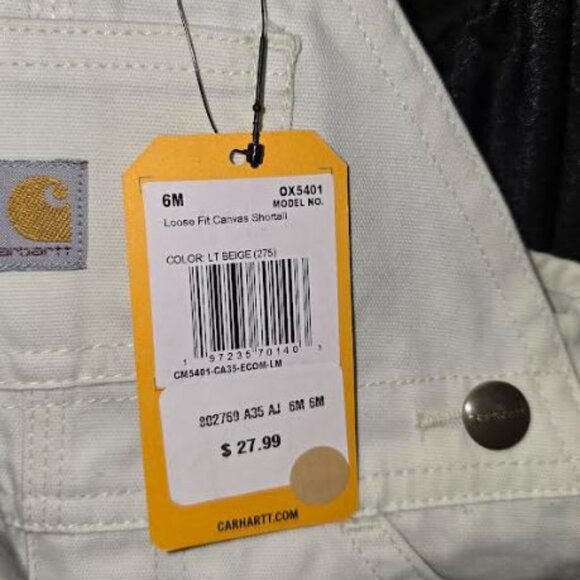 6M OX5401
MODEL NO.
Loose Fit Canvas Shortall
COLOR: LT BEIGE (275)
1 97235 70140 3
CM5401-CA35-ECOM-LM
802769 A35 AJ 6M 6M
$ 27.99
CARHARTT.COM
carhartt